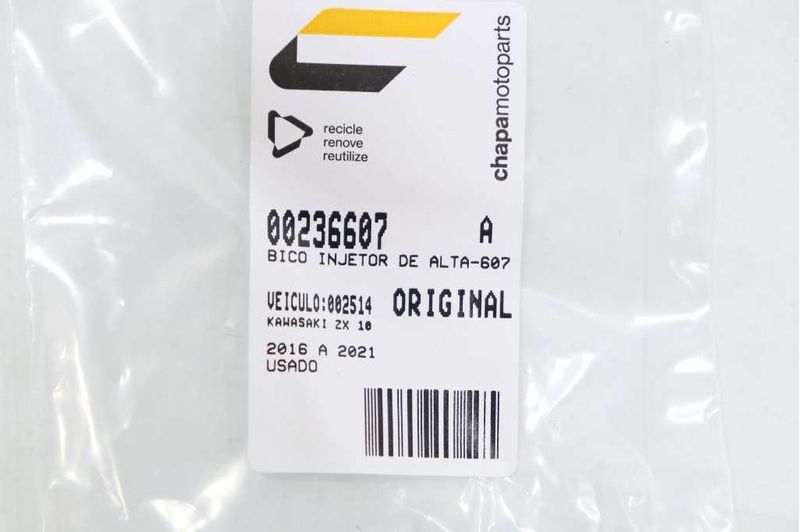 chapamotoparts
recicle
renove
reutilize
00236607 A
BICO INJETOR DE ALTA-607
VEICULO:002514 ORIGINAL
KAWASAKI ZX 10
2016 A 2021
USADO